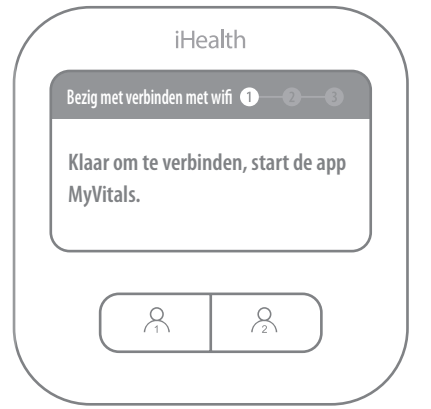 iHealth
Bezig met verbinden met wifi 1 2 3
Klaar om te verbinden, start de app
MyVitals.
1 2